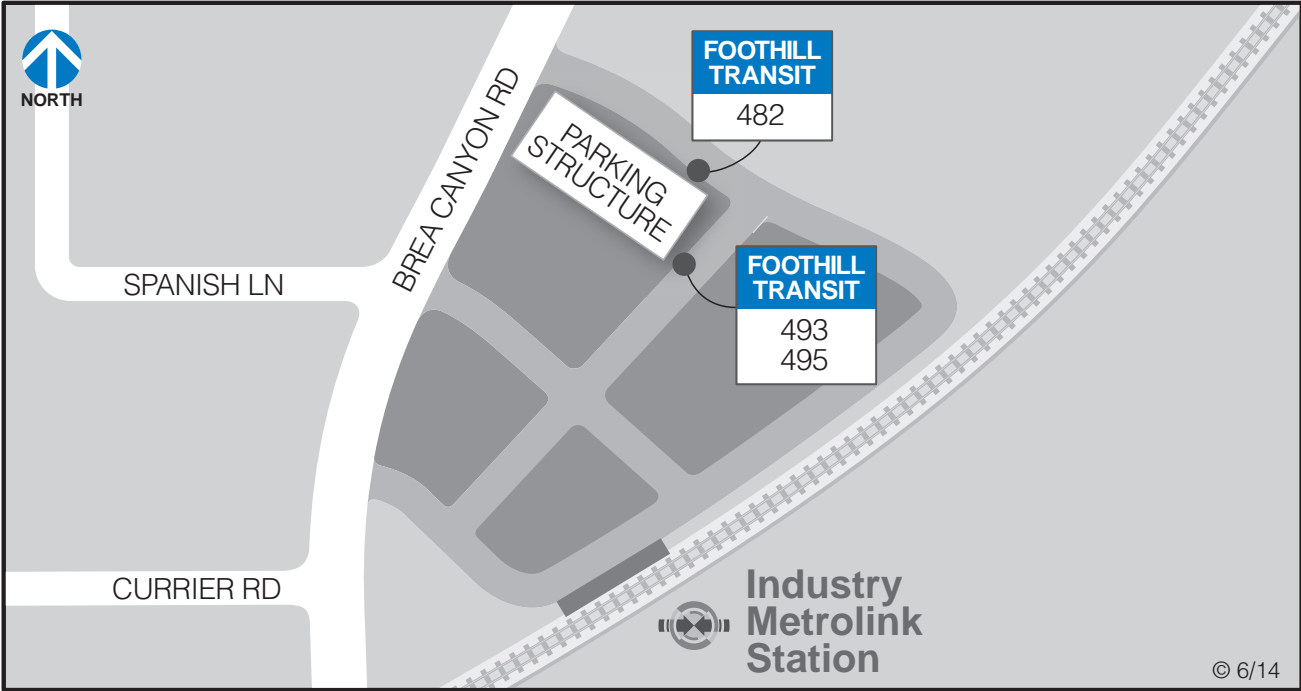 NORTH
BREA CANYON RD
FOOTHILL
TRANSIT
482
PARKING
STRUCTURE
FOOTHILL
TRANSIT
493
495
SPANISH LN
CURRIER RD
Industry
Metrolink
Station
© 6/14